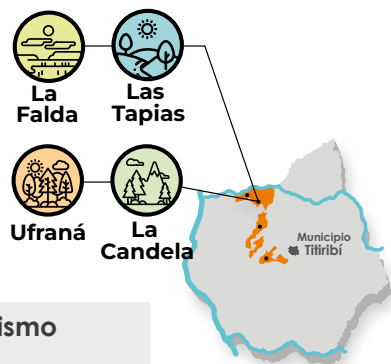 La
Falda
Las
Tapias
Ufraná
La
Candela
Municipio
Titiribí
ismo